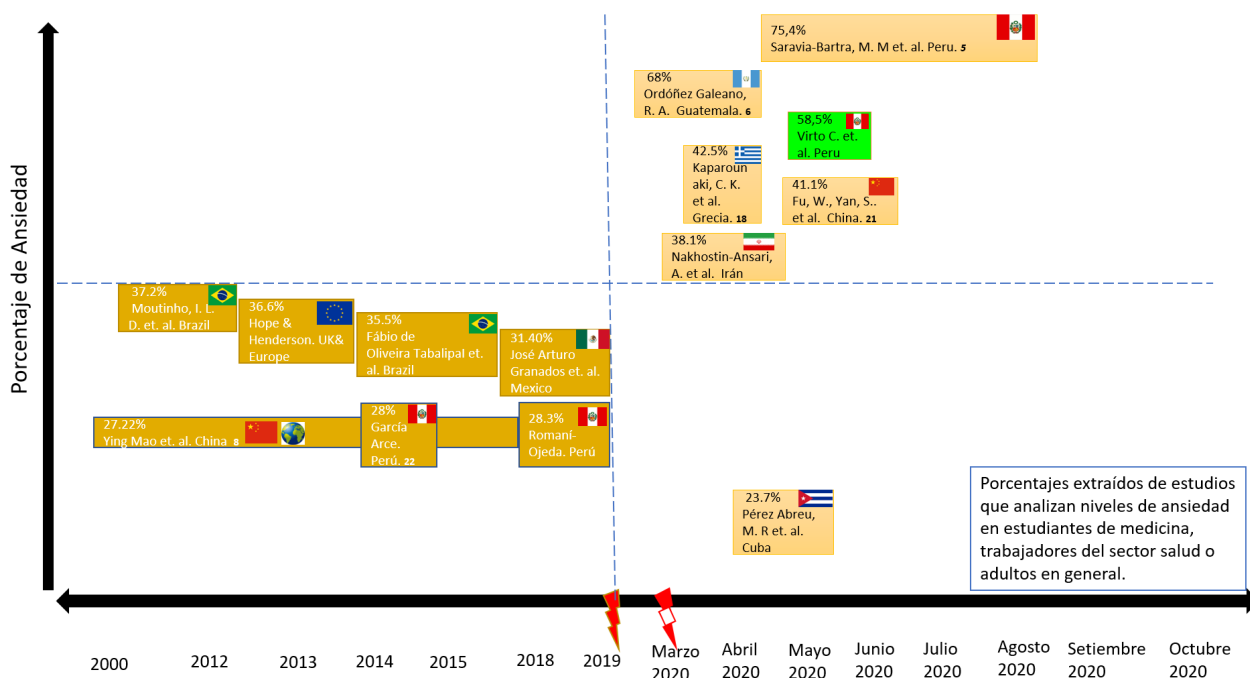 Porcentaje de Ansiedad
75,4%
Saravia-Bartra, M. M et. al. Peru. 5
68%
Ordóñez Galeano,
R. A. Guatemala. 6
58,5%
Virto C. et.
al. Peru
42.5%
Kaparoun
aki, C. K.
et al.
Grecia. 18
41.1%
Fu, W., Yan, S..
et al. China. 21
38.1%
Nakhostin-Ansari,
A. et al. Irán
37.2%
Moutinho, I. L.
D. et. al. Brazil
36.6%
Hope &
Henderson. UK&
Europe
35.5%
Fábio de
Oliveira Tabalipal et.
al. Brazil
31.40%
José Arturo
Granados et. al.
Mexico
27.22%
Ying Mao et. al. China 8
28%
García
Arce.
Perú. 22
28.3%
Romaní-
Ojeda. Perú
23.7%
Pérez Abreu,
M. R et. al.
Cuba
Porcentajes extraídos de estudios
que analizan niveles de ansiedad
en estudiantes de medicina,
trabajadores del sector salud o
adultos en general.
2000
2012
2013
2014
2015
2018
2019
Marzo
2020
Abril
2020
Mayo
2020
Junio
2020
Julio
2020
Agosto
2020
Setiembre
2020
Octubre
2020